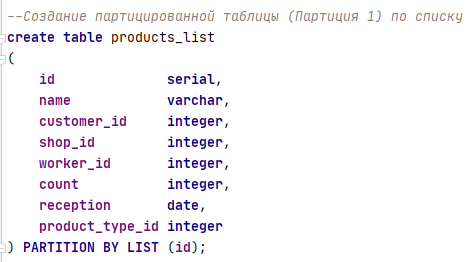 --Создание партицированной таблицы (Партиция 1) по списку
create table products_list
(
    id             serial,
    name           varchar,
    customer_id    integer,
    shop_id        integer,
    worker_id      integer,
    count          integer,
    reception      date,
    product_type_id integer
) PARTITION BY LIST (id);